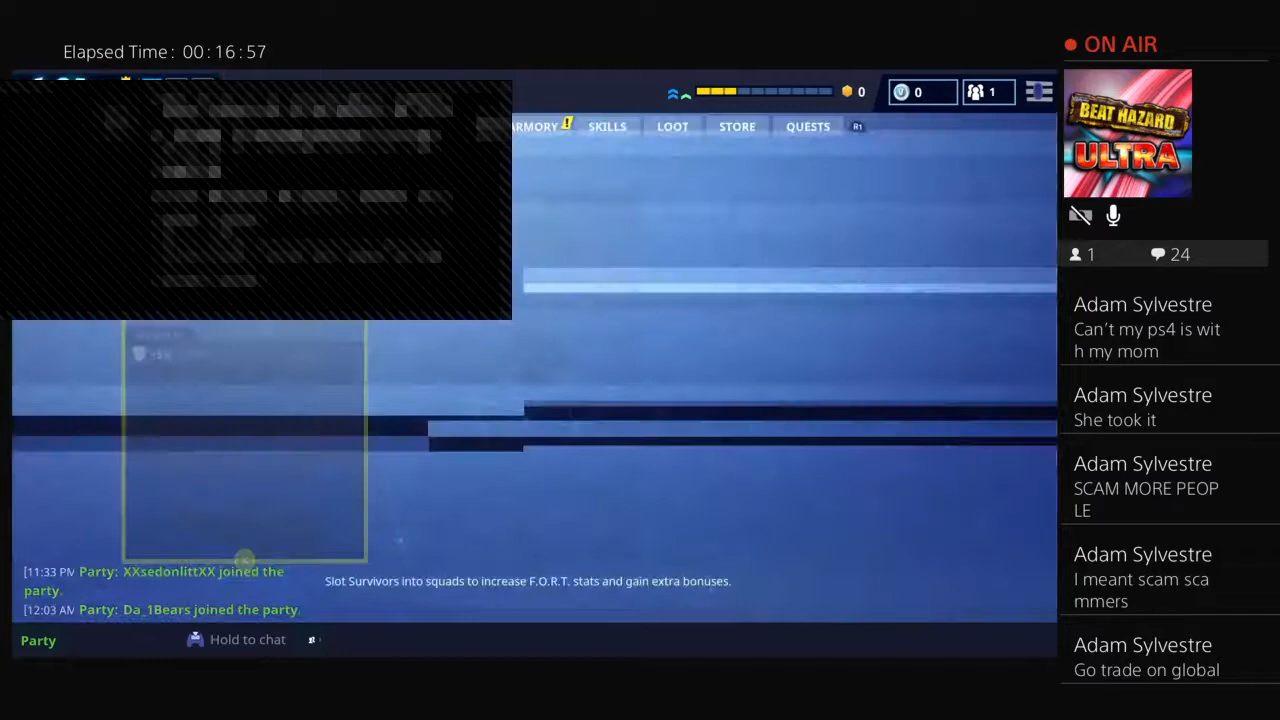 Elapsed Time: 00:16:57
ON AIR
BEAT HAZARD
ULTRA
0
0
1
ARMORY !
SKILLS
LOOT
STORE
QUESTS
R1
1
24
Adam Sylvestre
Can't my ps4 is wit
h my mom
Adam Sylvestre
She took it
Adam Sylvestre
SCAM MORE PEOP
LE
Adam Sylvestre
I meant scam sca
mmers
Adam Sylvestre
Go trade on global
[11:33 PM Party: XXsedonlittXX joined the
party.
[12:03 AM Party: Da_1Bears joined the party.
Slot Survivors into squads to increase F.O.R.T. stats and gain extra bonuses.
Party
Hold to chat